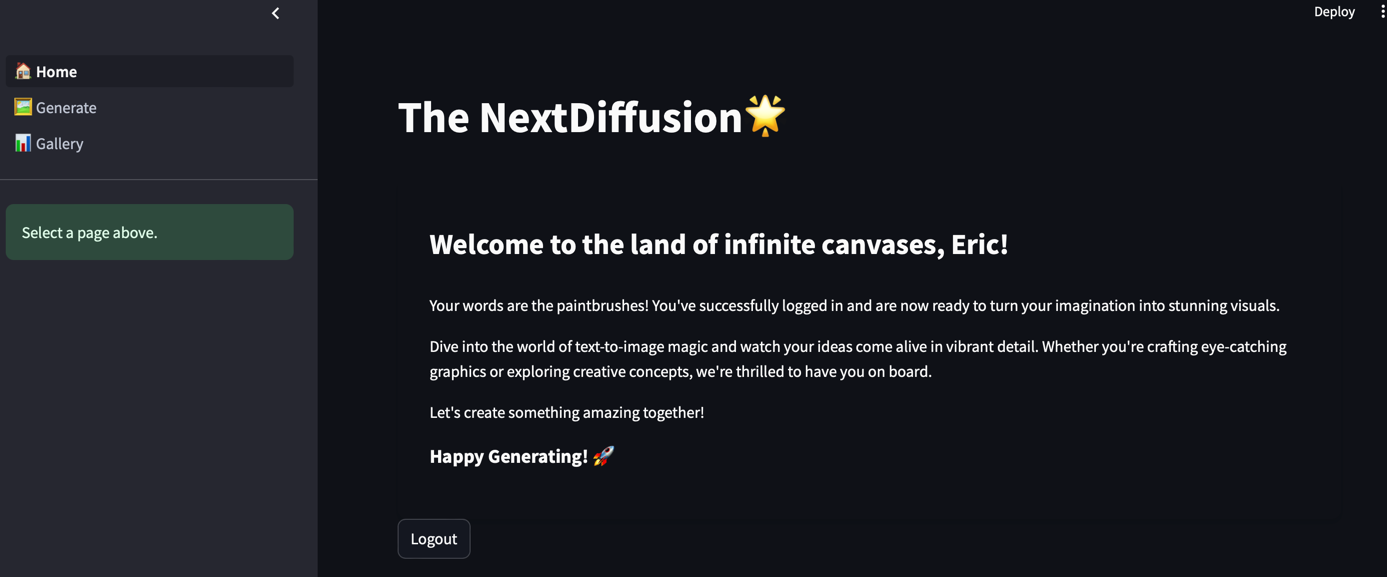 Deploy
🏠 Home
🖼️ Generate
📊 Gallery
Select a page above.
The NextDiffusion🌟
Welcome to the land of infinite canvases, Eric!
Your words are the paintbrushes! You've successfully logged in and are now ready to turn your imagination into stunning visuals.
Dive into the world of text-to-image magic and watch your ideas come alive in vibrant detail. Whether you're crafting eye-catching
graphics or exploring creative concepts, we're thrilled to have you on board.
Let's create something amazing together!
Happy Generating! 🚀
Logout